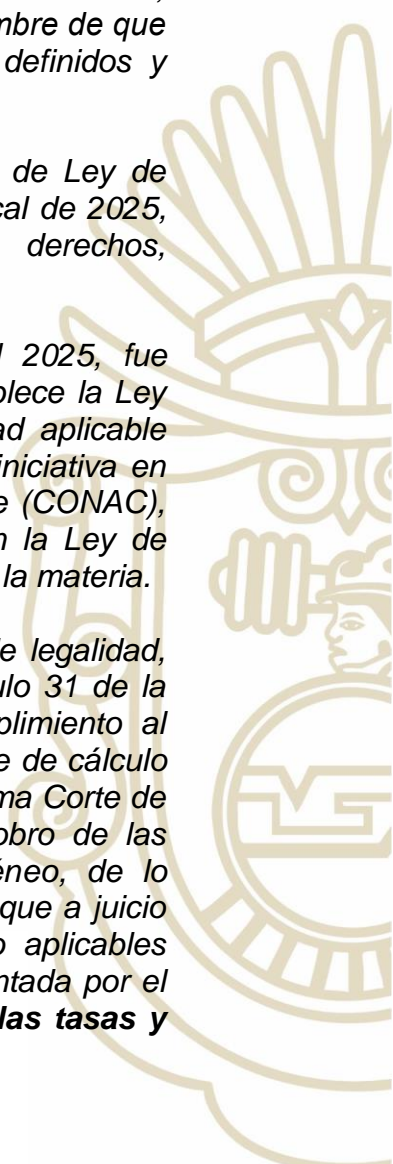 mbre de que
definidos y
de Ley de
cal de 2025,
derechos,
l 2025, fue
blece la Ley
ad aplicable
iniciativa en
e (CONAC),
n la Ley de
la materia.
e legalidad,
ulo 31 de la
plimiento al
e de cálculo
ma Corte de
obro de las
éneo, de lo
que a juicio
o aplicables
ntada por el
las tasas y